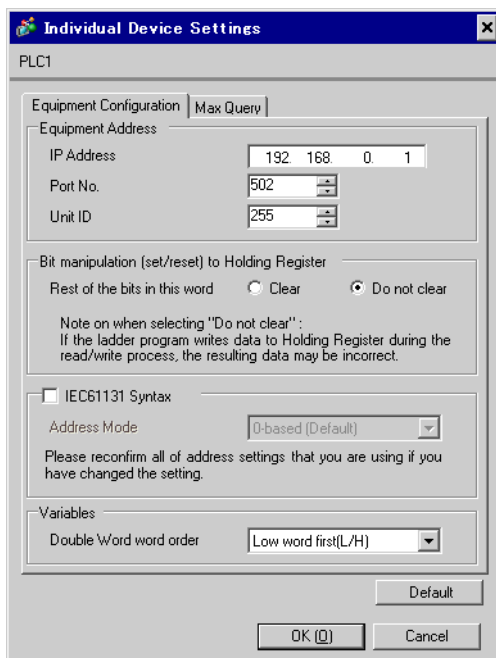 Individual Device Settings
PLC1
Equipment Configuration
Max Query
Equipment Address
IP Address
192. 168. 0. 1
Port No.
502
Unit ID
255
Bit manipulation (set/reset) to Holding Register
Rest of the bits in this word
Clear
Do not clear
Note on when selecting "Do not clear" :
If the ladder program writes data to Holding Register during the
read/write process, the resulting data may be incorrect.
IEC61131 Syntax
Address Mode
0-based (Default)
Please reconfirm all of address settings that you are using if you
have changed the setting.
Variables
Double Word word order
Low word first(L/H)
Default
OK (O)
Cancel